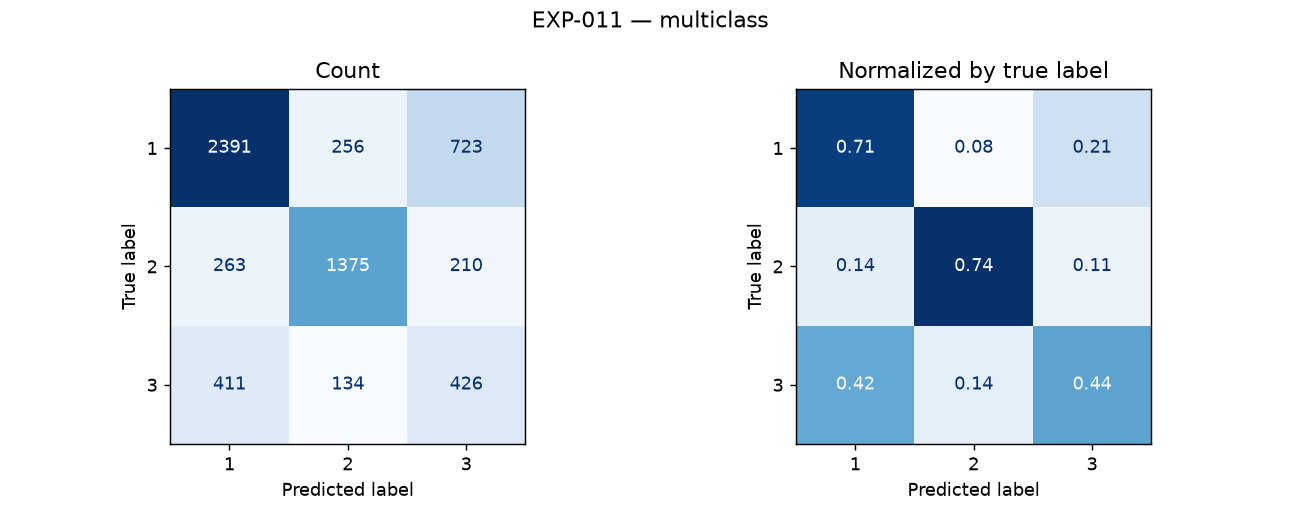 EXP-011 — multiclass
Count
Normalized by true label
True label
1 2391 256 723
2 263 1375 210
3 411 134 426
1 2 3
Predicted label
True label
1 0.71 0.08 0.21
2 0.14 0.74 0.11
3 0.42 0.14 0.44
1 2 3
Predicted label